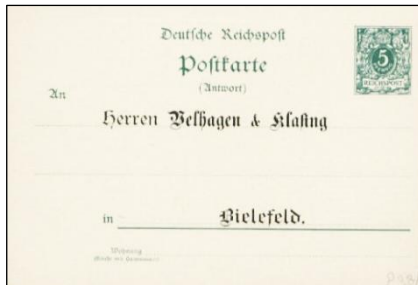 Deutsche Reichspost
Postkarte
(Antwort)
5
REICHSPOST
An
Herren Velhagen & Klasing
in Bielefeld.
Wohnung